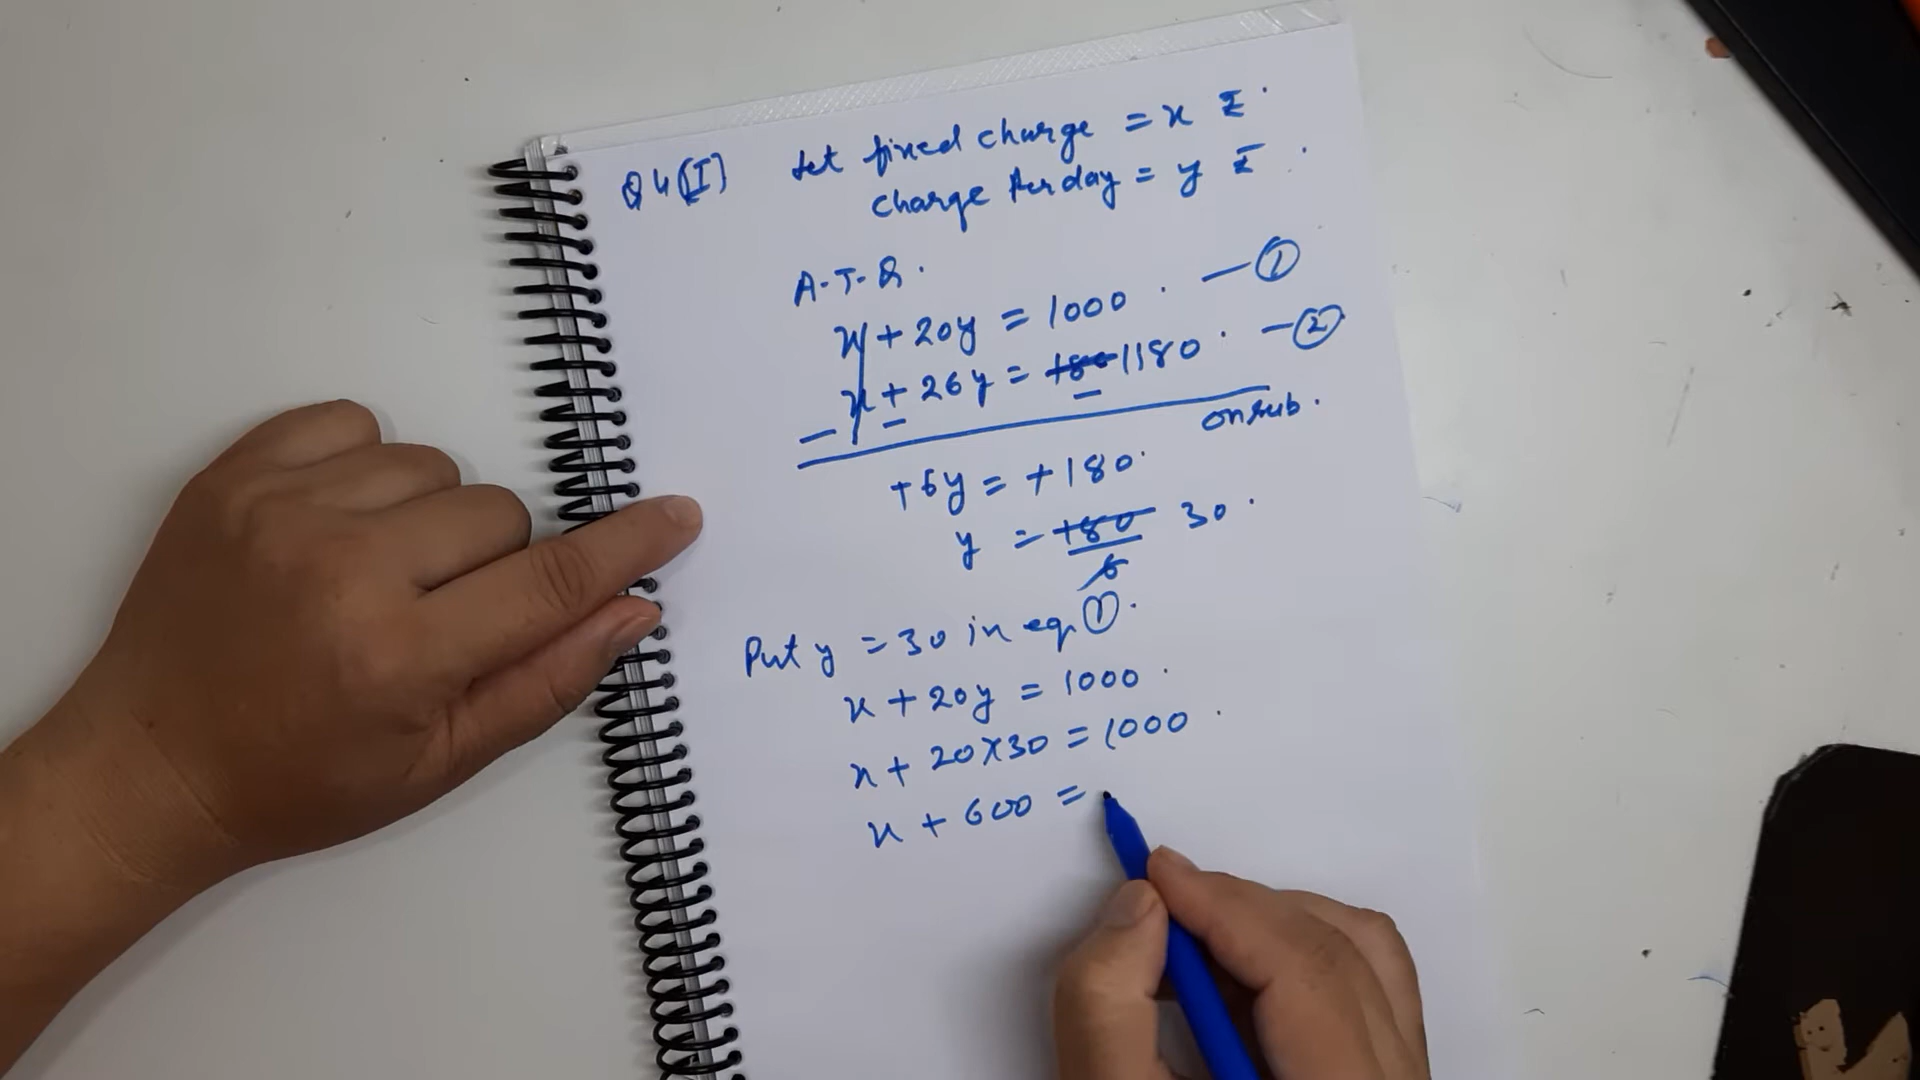 Q4(I) Let fixed charge = x ₹.
charge per day = y ₹.
A.T.Q.
x + 20y = 1000. — ①
x + 26y = 180 1180. — ②
— — —
on sub.
+6y = +180.
y = +80/6 30.
Put y = 30 in eq ①.
x + 20y = 1000.
x + 20×30 = 1000.
x + 600 =